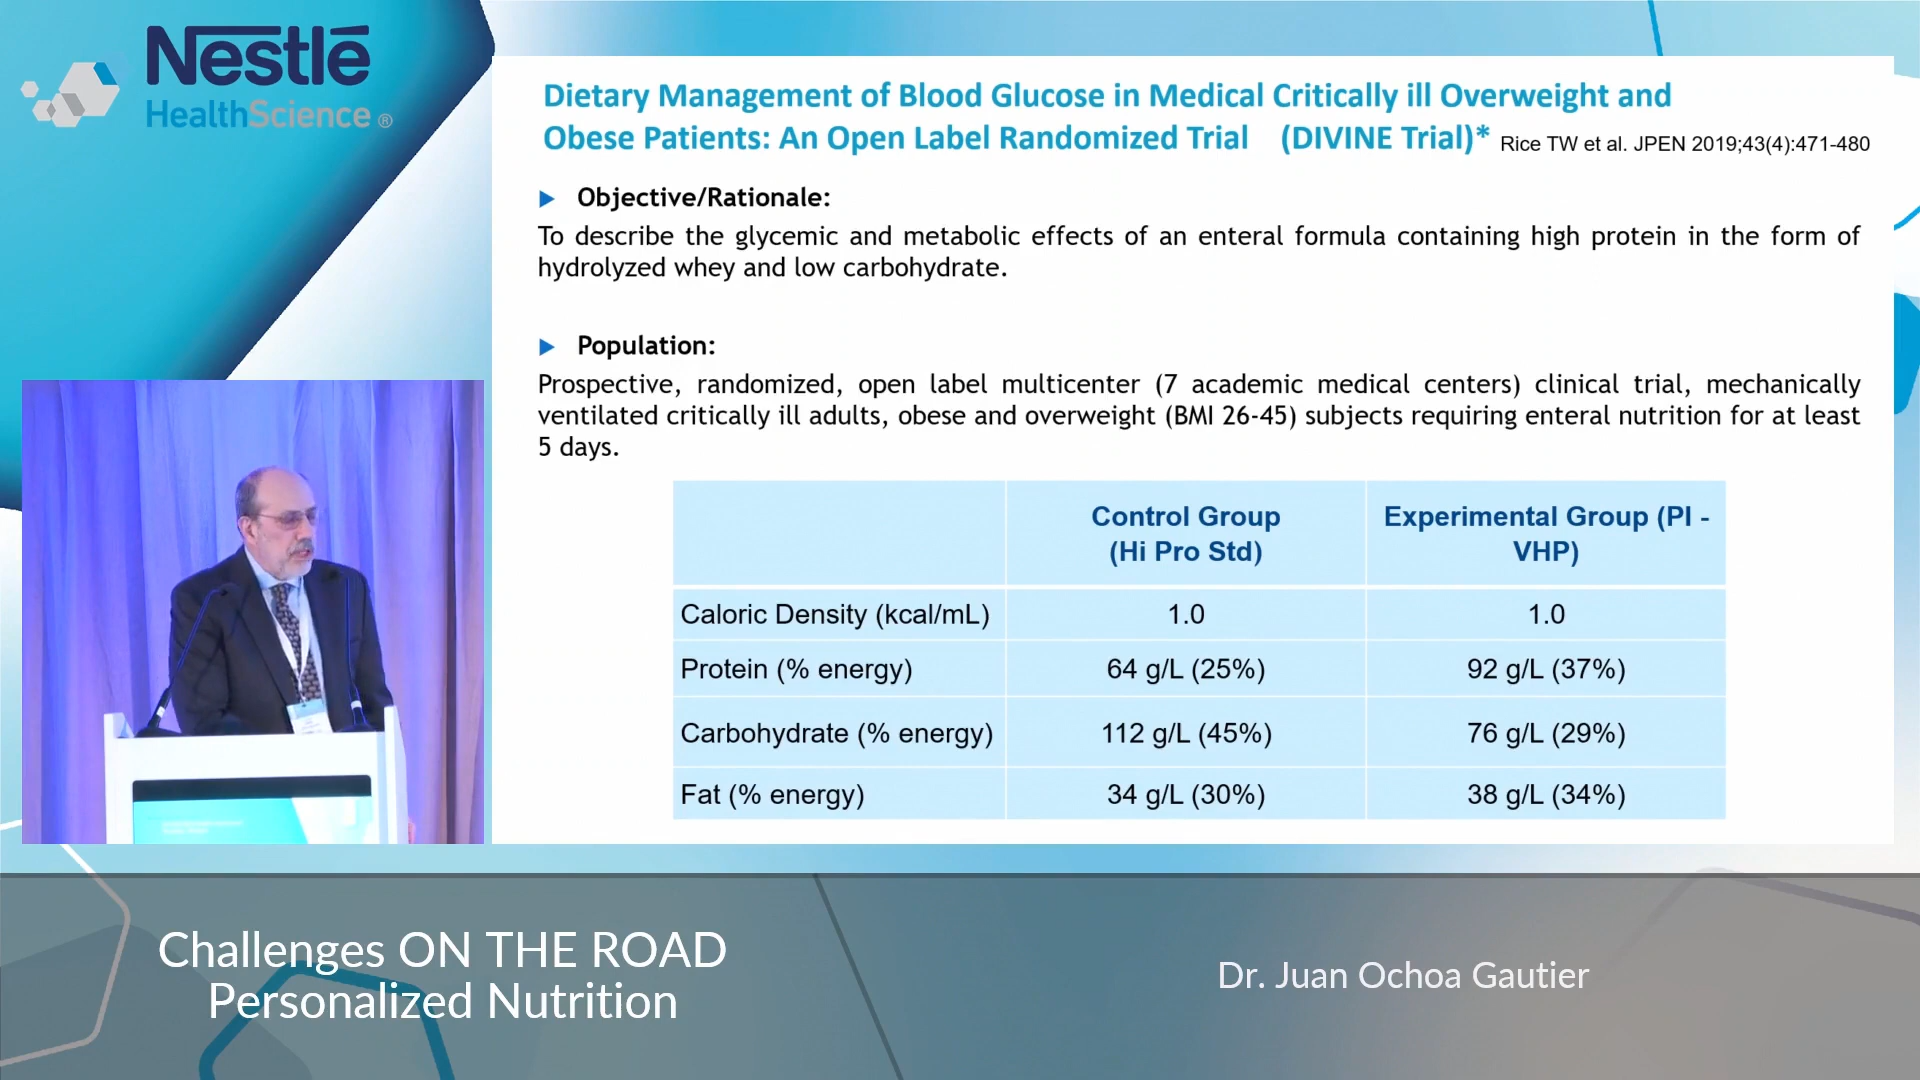 Nestlé
HealthScience ®
Dietary Management of Blood Glucose in Medical Critically ill Overweight and
Obese Patients: An Open Label Randomized Trial (DIVINE Trial)* Rice TW et al. JPEN 2019;43(4):471-480
Objective/Rationale:
To describe the glycemic and metabolic effects of an enteral formula containing high protein in the form of
hydrolyzed whey and low carbohydrate.
Population:
Prospective, randomized, open label multicenter (7 academic medical centers) clinical trial, mechanically
ventilated critically ill adults, obese and overweight (BMI 26-45) subjects requiring enteral nutrition for at least
5 days.
Control Group
(Hi Pro Std)
Experimental Group (PI -
VHP)
Caloric Density (kcal/mL) 1.0 1.0
Protein (% energy) 64 g/L (25%) 92 g/L (37%)
Carbohydrate (% energy) 112 g/L (45%) 76 g/L (29%)
Fat (% energy) 34 g/L (30%) 38 g/L (34%)
Challenges ON THE ROAD
Personalized Nutrition
Dr. Juan Ochoa Gautier